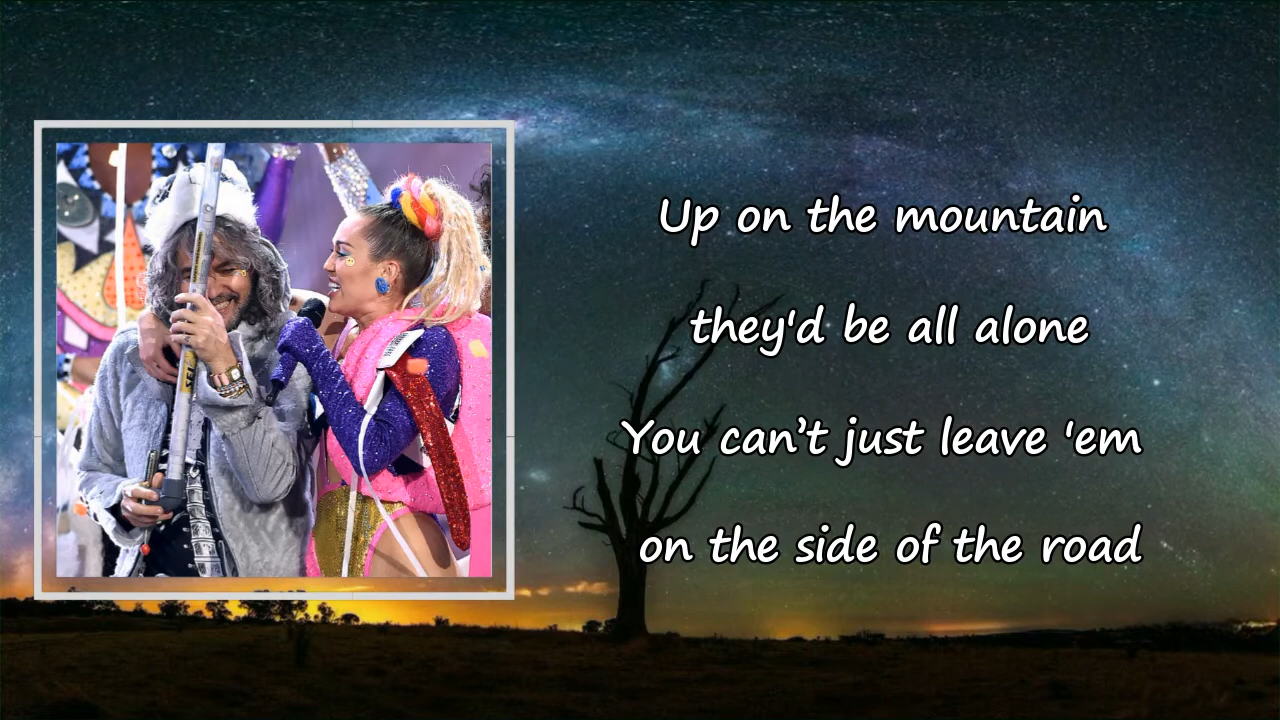 Up on the mountain
they'd be all alone
You can’t just leave 'em
on the side of the road